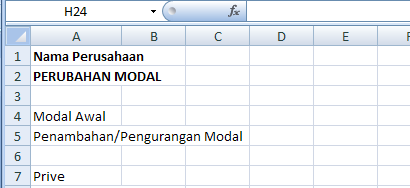 H24
fx
A B C D E F
1 Nama Perusahaan
2 PERUBAHAN MODAL
3
4 Modal Awal
5 Penambahan/Pengurangan Modal
6
7 Prive